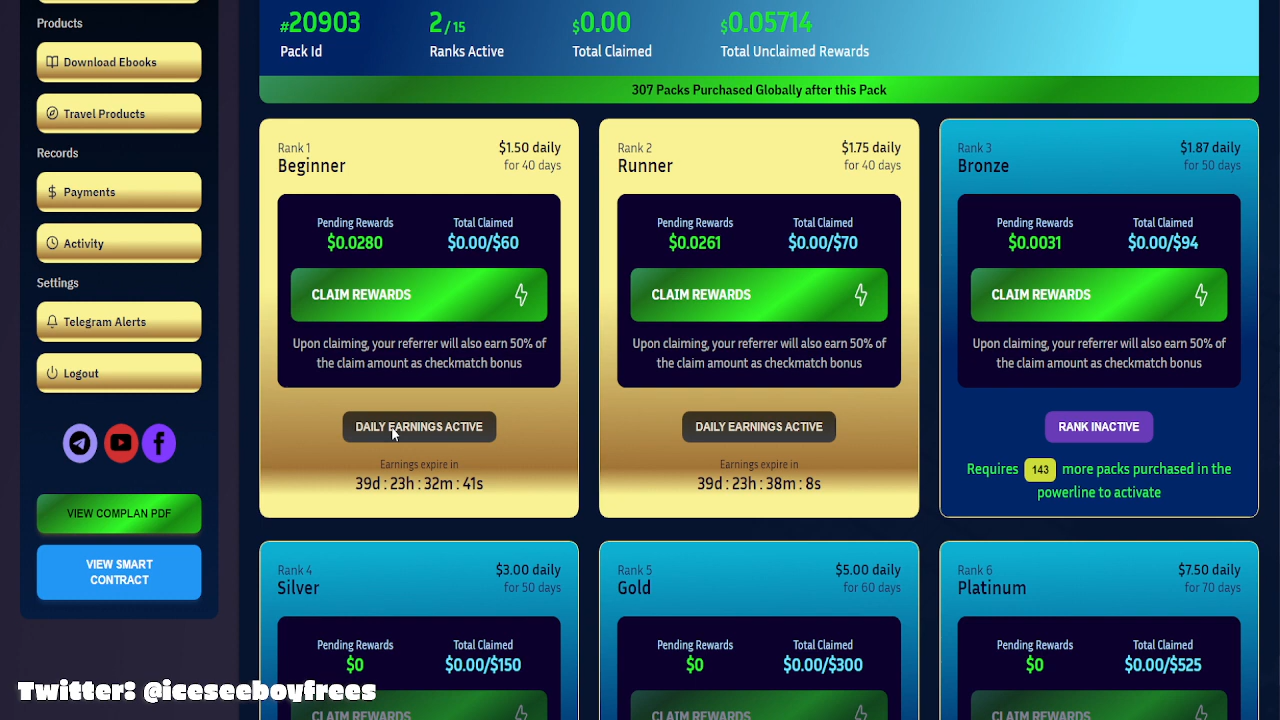 Products
Download Ebooks
Travel Products
Records
Payments
Activity
Settings
Telegram Alerts
Logout
VIEW COMPLAN PDF
VIEW SMART
CONTRACT
#20903
Pack Id
2 / 15
Ranks Active
$0.00
Total Claimed
$0.05714
Total Unclaimed Rewards
307 Packs Purchased Globally after this Pack
Rank 1
Beginner
$1.50 daily
for 40 days
Pending Rewards
$0.0280
Total Claimed
$0.00/$60
CLAIM REWARDS
Upon claiming, your referrer will also earn 50% of
the claim amount as checkmatch bonus
DAILY EARNINGS ACTIVE
Earnings expire in
39d : 23h : 32m : 41s
Rank 2
Runner
$1.75 daily
for 40 days
Pending Rewards
$0.0261
Total Claimed
$0.00/$70
CLAIM REWARDS
Upon claiming, your referrer will also earn 50% of
the claim amount as checkmatch bonus
DAILY EARNINGS ACTIVE
Earnings expire in
39d : 23h : 38m : 8s
Rank 3
Bronze
$1.87 daily
for 50 days
Pending Rewards
$0.0031
Total Claimed
$0.00/$94
CLAIM REWARDS
Upon claiming, your referrer will also earn 50% of
the claim amount as checkmatch bonus
RANK INACTIVE
Requires 143 more packs purchased in the
powerline to activate
Rank 4
Silver
$3.00 daily
for 50 days
Pending Rewards
$0
Total Claimed
$0.00/$150
CLAIM REWARDS
Rank 5
Gold
$5.00 daily
for 60 days
Pending Rewards
$0
Total Claimed
$0.00/$300
CLAIM REWARDS
Rank 6
Platinum
$7.50 daily
for 70 days
Pending Rewards
$0
Total Claimed
$0.00/$525
CLAIM REWARDS
Twitter: @iceseeboyfrees